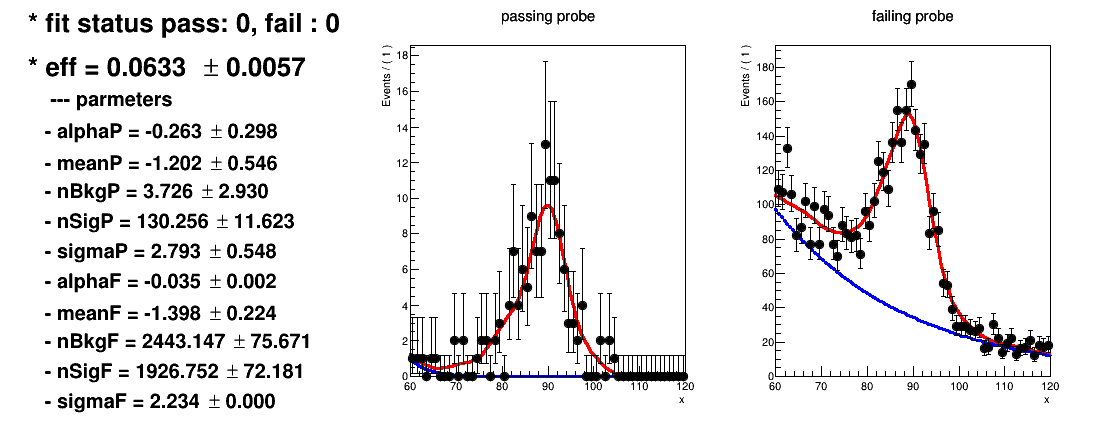 * fit status pass: 0, fail : 0
* eff = 0.0633 ± 0.0057
--- parmeters
- alphaP = -0.263 ± 0.298
- meanP = -1.202 ± 0.546
- nBkgP = 3.726 ± 2.930
- nSigP = 130.256 ± 11.623
- sigmaP = 2.793 ± 0.548
- alphaF = -0.035 ± 0.002
- meanF = -1.398 ± 0.224
- nBkgF = 2443.147 ± 75.671
- nSigF = 1926.752 ± 72.181
- sigmaF = 2.234 ± 0.000
passing probe
Events / ( 1 )
18
16
14
12
10
8
6
4
2
0
60 70 80 90 100 110 120
x
failing probe
Events / ( 1 )
180
160
140
120
100
80
60
40
20
0
60 70 80 90 100 110 120
x